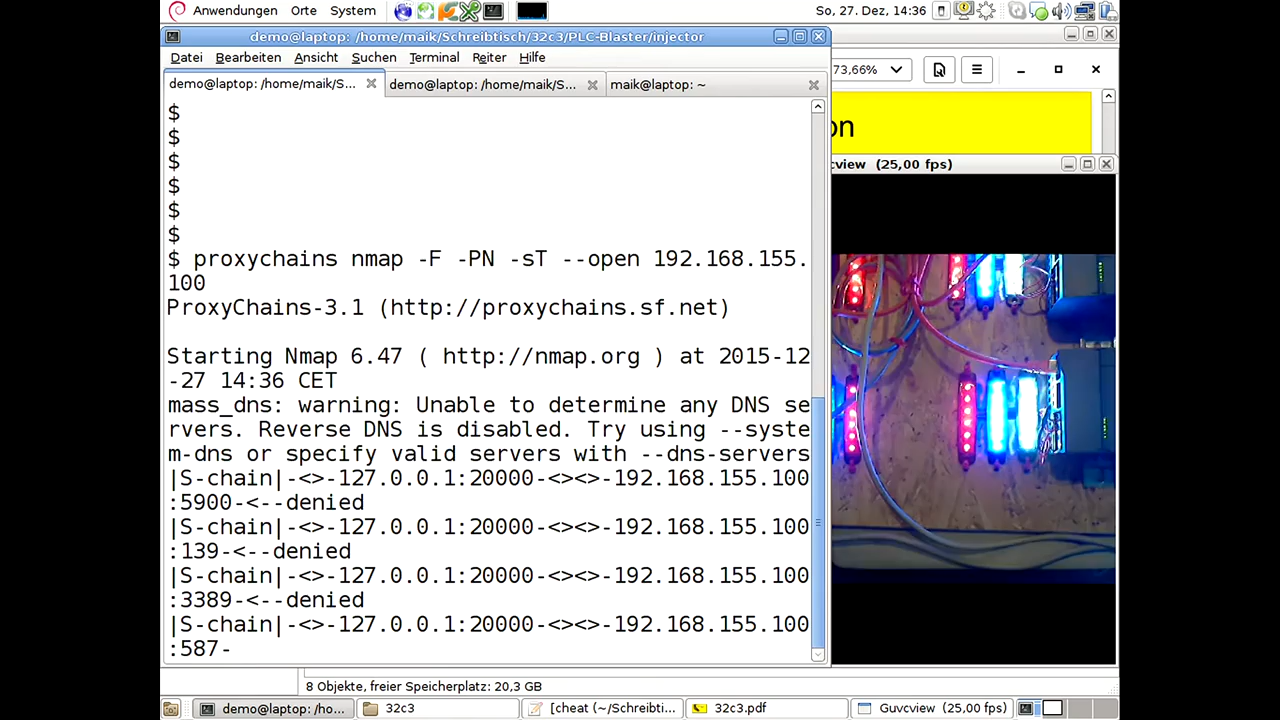 Anwendungen Orte System So, 27. Dez, 14:36
demo@laptop: /home/maik/Schreibtisch/32c3/PLC-Blaster/injector
Datei Bearbeiten Ansicht Suchen Terminal Reiter Hilfe
73,66%
demo@laptop: /home/maik/S... demo@laptop: /home/maik/S... maik@laptop: ~
$
$
$
$
$
$
$ proxychains nmap -F -PN -sT --open 192.168.155.
100
ProxyChains-3.1 (http://proxychains.sf.net)
Starting Nmap 6.47 ( http://nmap.org ) at 2015-12
-27 14:36 CET
mass_dns: warning: Unable to determine any DNS se
rvers. Reverse DNS is disabled. Try using --syste
m-dns or specify valid servers with --dns-servers
|S-chain|-<>-127.0.0.1:20000-<><>-192.168.155.100
:5900-<--denied
|S-chain|-<>-127.0.0.1:20000-<><>-192.168.155.100
:139-<--denied
|S-chain|-<>-127.0.0.1:20000-<><>-192.168.155.100
:3389-<--denied
|S-chain|-<>-127.0.0.1:20000-<><>-192.168.155.100
:587-
on
vcview (25,00 fps)
8 Objekte, freier Speicherplatz: 20,3 GB
demo@laptop: /ho... 32c3 [cheat (~/Schreibti... 32c3.pdf Guvcview (25,00 fps)